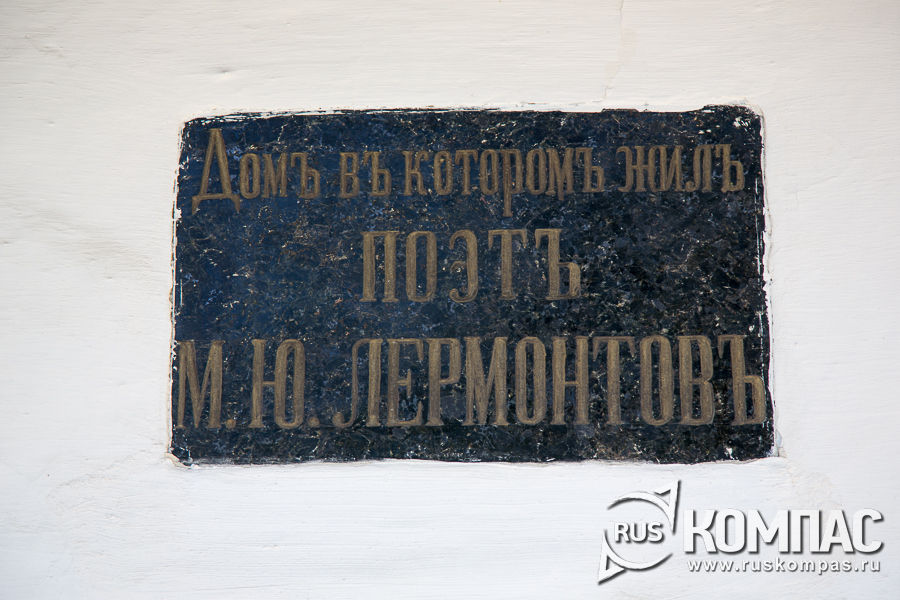 Домъ въ которомъ жилъ
ПОЭТЪ
М.Ю. ЛЕРМОНТОВЪ
RUS КОМПАС
www.ruskompas.ru